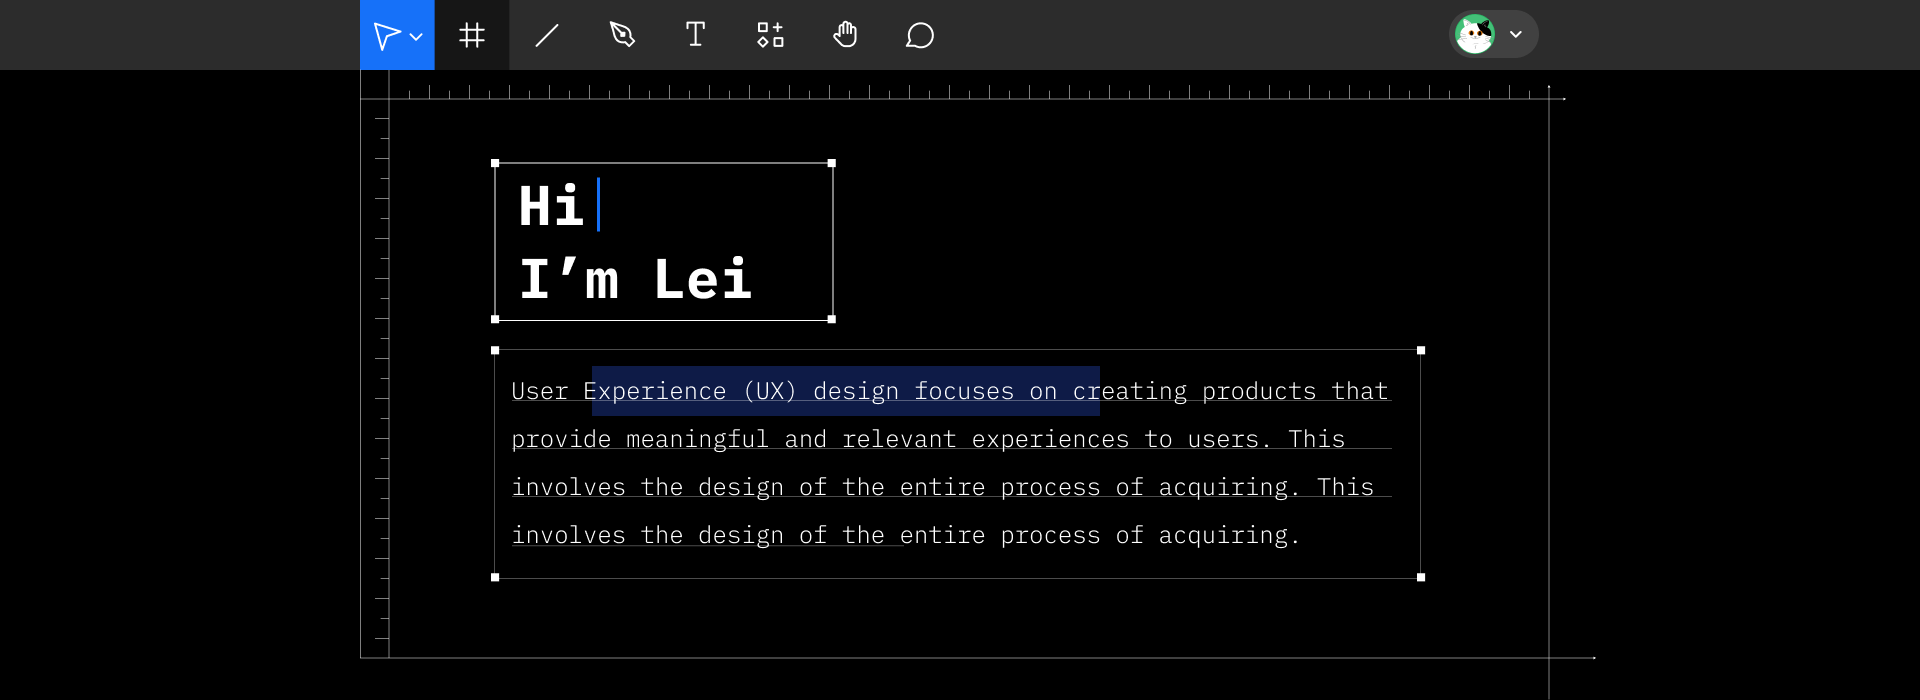 Hi
I’m Lei
User Experience (UX) design focuses on creating products that
provide meaningful and relevant experiences to users. This
involves the design of the entire process of acquiring. This
involves the design of the entire process of acquiring.